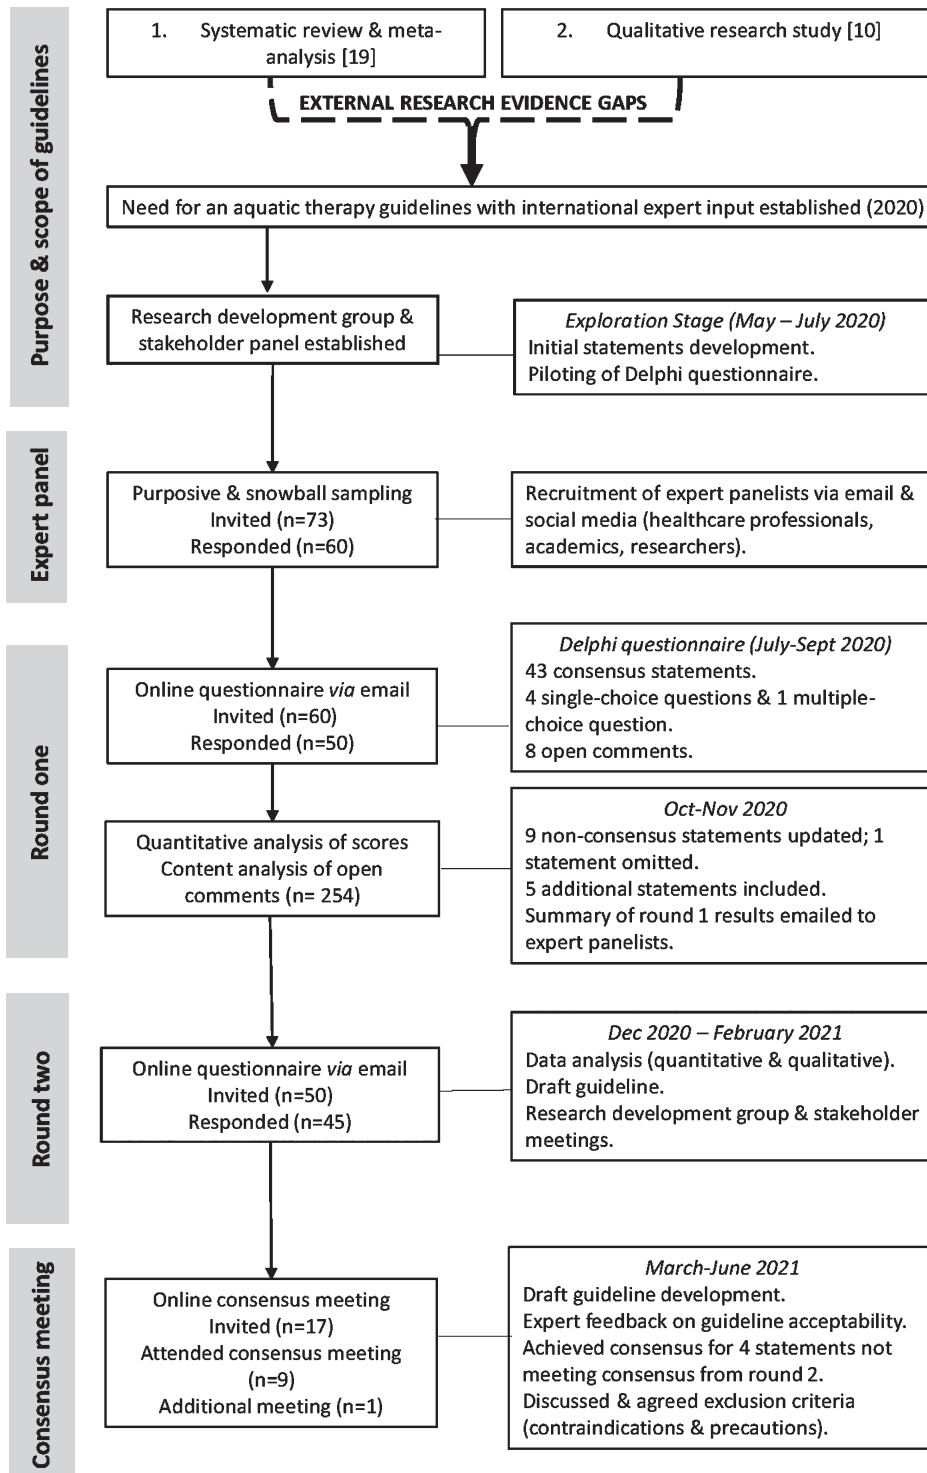 Purpose & scope of guidelines
1. Systematic review & meta-
analysis [19]
2. Qualitative research study [10]
EXTERNAL RESEARCH EVIDENCE GAPS
Need for an aquatic therapy guidelines with international expert input established (2020)
Research development group &
stakeholder panel established
Exploration Stage (May – July 2020)
Initial statements development.
Piloting of Delphi questionnaire.
Expert panel
Purposive & snowball sampling
Invited (n=73)
Responded (n=60)
Recruitment of expert panelists via email &
social media (healthcare professionals,
academics, researchers).
Round one
Online questionnaire via email
Invited (n=60)
Responded (n=50)
Delphi questionnaire (July-Sept 2020)
43 consensus statements.
4 single-choice questions & 1 multiple-
choice question.
8 open comments.
Quantitative analysis of scores
Content analysis of open
comments (n= 254)
Oct-Nov 2020
9 non-consensus statements updated; 1
statement omitted.
5 additional statements included.
Summary of round 1 results emailed to
expert panelists.
Round two
Online questionnaire via email
Invited (n=50)
Responded (n=45)
Dec 2020 – February 2021
Data analysis (quantitative & qualitative).
Draft guideline.
Research development group & stakeholder
meetings.
Consensus meeting
Online consensus meeting
Invited (n=17)
Attended consensus meeting
(n=9)
Additional meeting (n=1)
March-June 2021
Draft guideline development.
Expert feedback on guideline acceptability.
Achieved consensus for 4 statements not
meeting consensus from round 2.
Discussed & agreed exclusion criteria
(contraindications & precautions).